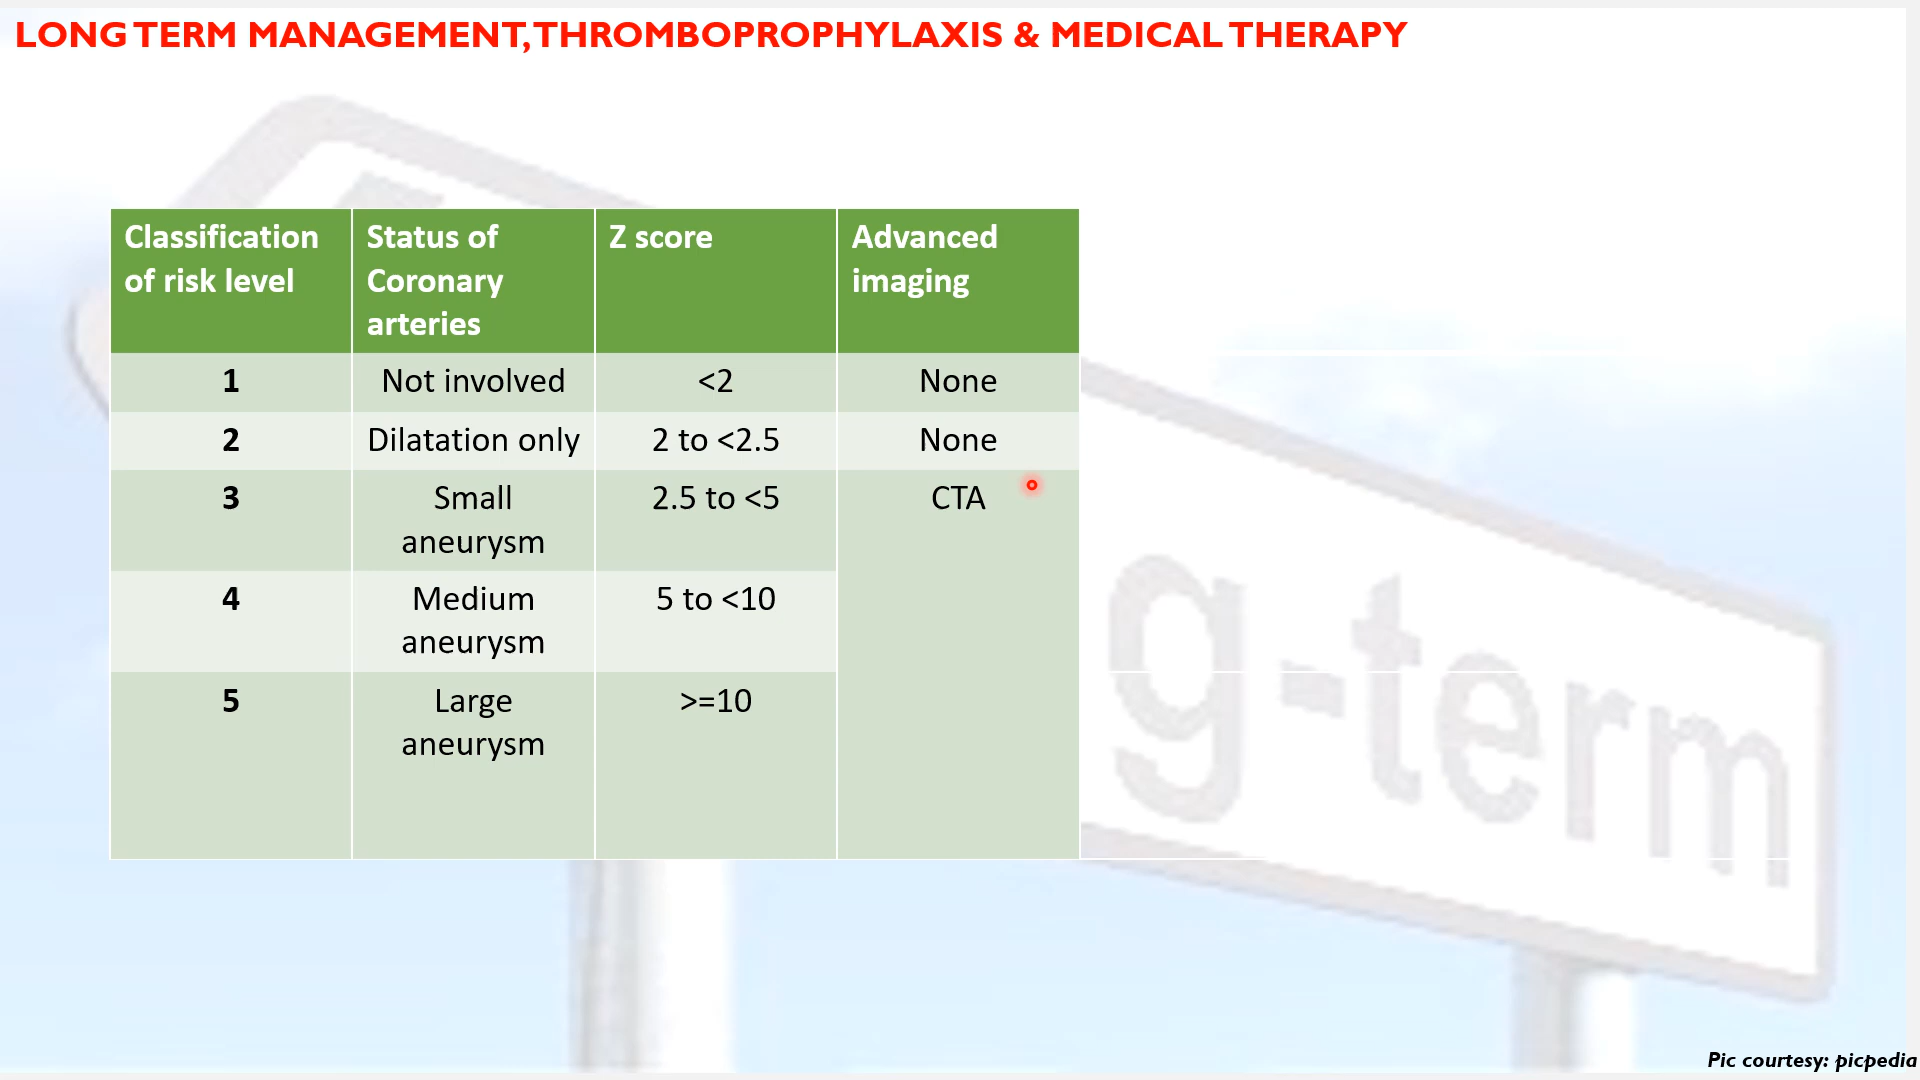 LONG TERM MANAGEMENT, THROMBOPROPHYLAXIS & MEDICAL THERAPY
Classification of risk level | Status of Coronary arteries | Z score | Advanced imaging
1 | Not involved | <2 | None
2 | Dilatation only | 2 to <2.5 | None
3 | Small aneurysm | 2.5 to <5 | CTA
4 | Medium aneurysm | 5 to <10
5 | Large aneurysm | >=10
g-term
Pic courtesy: picpedia